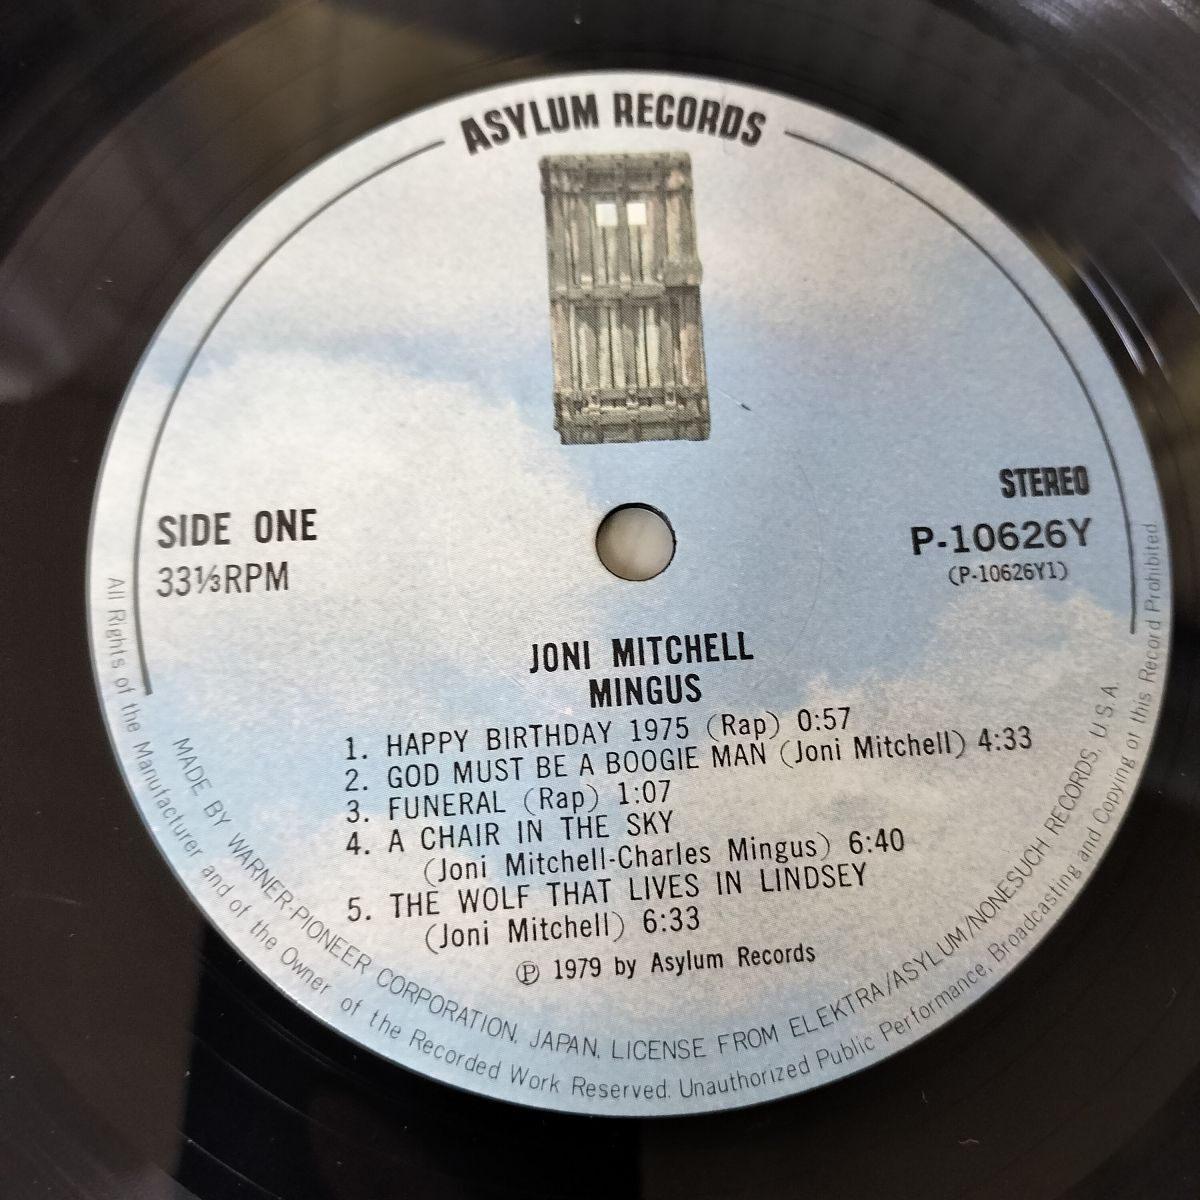 ASYLUM RECORDS
STEREO
SIDE ONE
33⅓RPM
P-10626Y
(P-10626Y1)
JONI MITCHELL
MINGUS
1. HAPPY BIRTHDAY 1975 (Rap) 0:57
2. GOD MUST BE A BOOGIE MAN (Joni Mitchell) 4:33
3. FUNERAL (Rap) 1:07
4. A CHAIR IN THE SKY
(Joni Mitchell-Charles Mingus) 6:40
5. THE WOLF THAT LIVES IN LINDSEY
(Joni Mitchell) 6:33
Ⓟ 1979 by Asylum Records
MADE BY WARNER-PIONEER CORPORATION, JAPAN, LICENSE FROM ELEKTRA/ASYLUM/NONESUCH RECORDS, U.S.A.
All Rights of the Manufacturer and of the Owner of the Recorded Work Reserved. Unauthorized Public Performance, Broadcasting and Copying of this Record Prohibited.